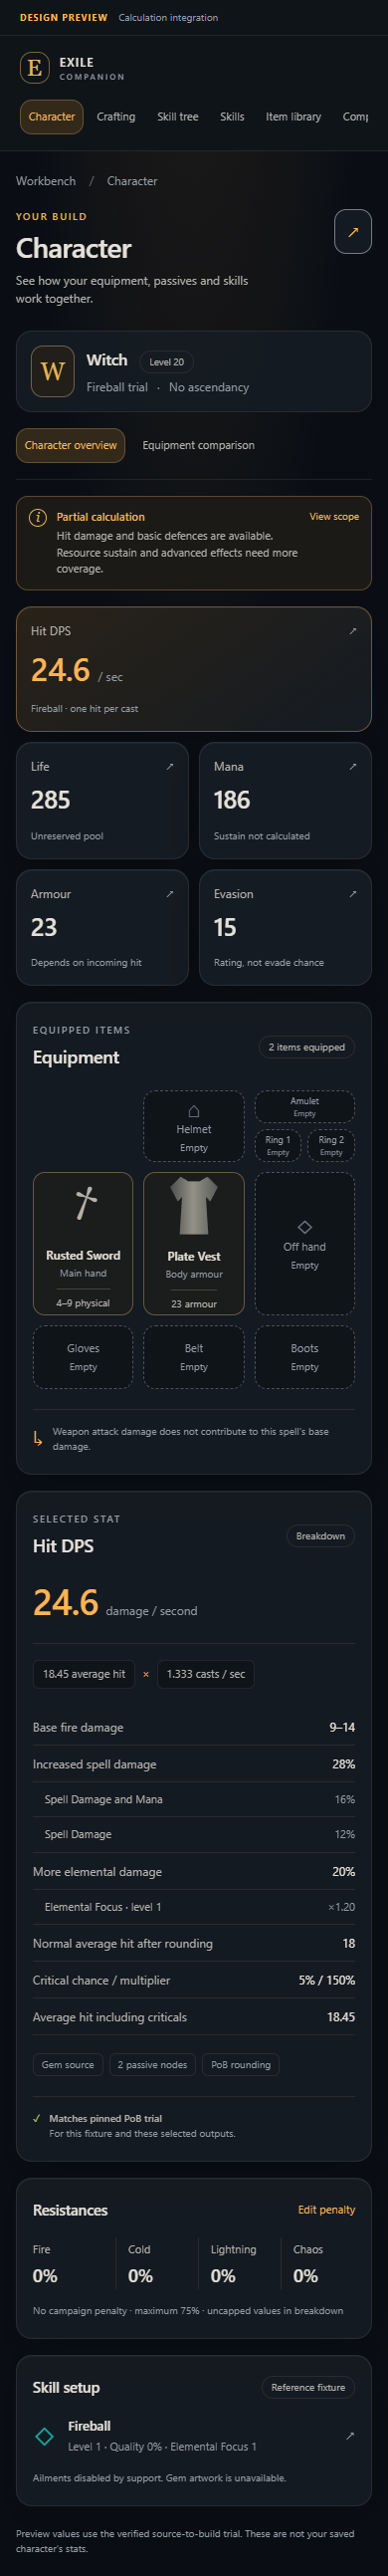 DESIGN PREVIEW Calculation integration
E EXILE
COMPANION
Character Crafting Skill tree Skills Item library Comp
Workbench / Character
YOUR BUILD
Character
↗
See how your equipment, passives and skills
work together.
W Witch Level 20
Fireball trial · No ascendancy
Character overview Equipment comparison
i Partial calculation View scope
Hit damage and basic defences are available.
Resource sustain and advanced effects need more
coverage.
Hit DPS ↗
24.6 / sec
Fireball · one hit per cast
Life ↗ Mana ↗
285 186
Unreserved pool Sustain not calculated
Armour ↗ Evasion ↗
23 15
Depends on incoming hit Rating, not evade chance
EQUIPPED ITEMS
Equipment 2 items equipped
Helmet
Empty
Amulet
Empty
Ring 1 Ring 2
Empty Empty
Rusted Sword
Main hand
4–9 physical
Plate Vest
Body armour
23 armour
Off hand
Empty
Gloves Belt Boots
Empty Empty Empty
↳ Weapon attack damage does not contribute to this spell's base
damage.
SELECTED STAT
Hit DPS Breakdown
24.6 damage / second
18.45 average hit × 1.333 casts / sec
Base fire damage 9–14
Increased spell damage 28%
Spell Damage and Mana 16%
Spell Damage 12%
More elemental damage 20%
Elemental Focus · level 1 ×1.20
Normal average hit after rounding 18
Critical chance / multiplier 5% / 150%
Average hit including criticals 18.45
Gem source 2 passive nodes PoB rounding
✓ Matches pinned PoB trial
For this fixture and these selected outputs.
Resistances Edit penalty
Fire Cold Lightning Chaos
0% 0% 0% 0%
No campaign penalty · maximum 75% · uncapped values in breakdown
Skill setup Reference fixture
Fireball
Level 1 · Quality 0% · Elemental Focus 1 ↗
Ailments disabled by support. Gem artwork is unavailable.
Preview values use the verified source-to-build trial. These are not your saved
character's stats.